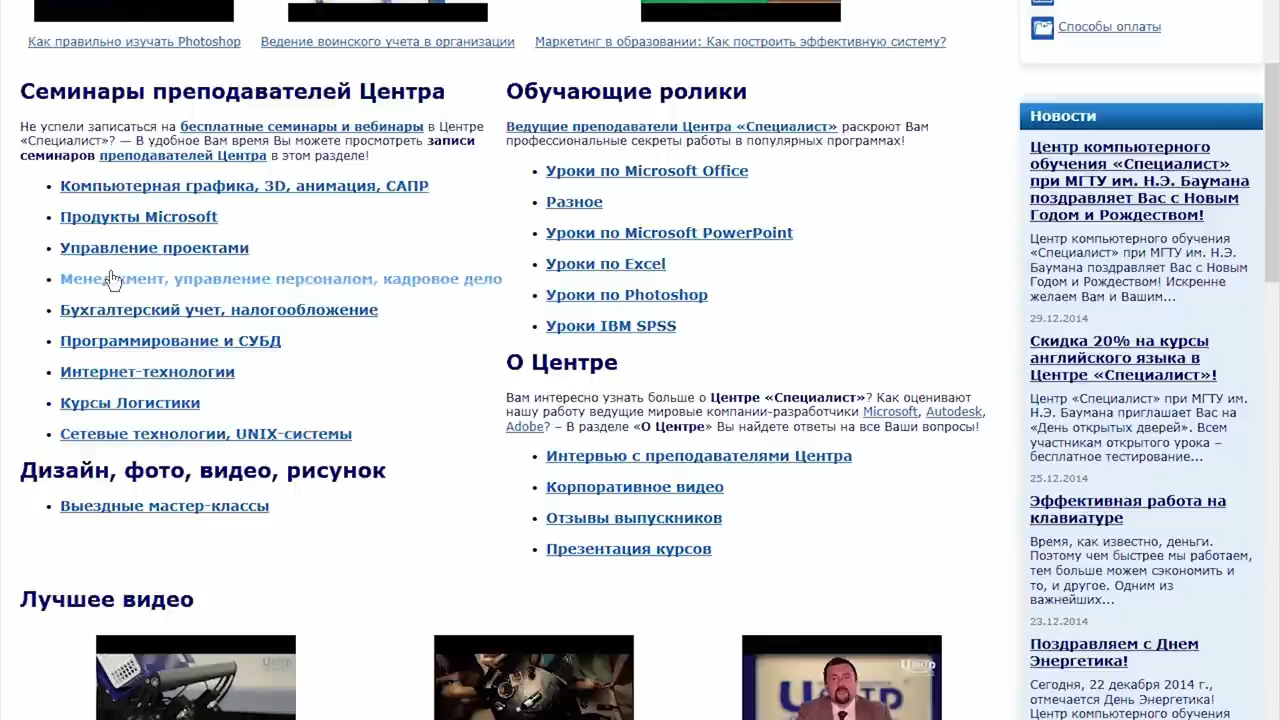 Как правильно изучать Photoshop
Ведение воинского учета в организации
Маркетинг в образовании: Как построить эффективную систему?
Семинары преподавателей Центра
Не успели записаться на бесплатные семинары и вебинары в Центре
«Специалист»? — В удобное Вам время Вы можете просмотреть записи
семинаров преподавателей Центра в этом разделе!
• Компьютерная графика, 3D, анимация, САПР
• Продукты Microsoft
• Управление проектами
• Менеджмент, управление персоналом, кадровое дело
• Бухгалтерский учет, налогообложение
• Программирование и СУБД
• Интернет-технологии
• Курсы Логистики
• Сетевые технологии, UNIX-системы
Дизайн, фото, видео, рисунок
• Выездные мастер-классы
Обучающие ролики
Ведущие преподаватели Центра «Специалист» раскроют Вам
профессиональные секреты работы в популярных программах!
• Уроки по Microsoft Office
• Разное
• Уроки по Microsoft PowerPoint
• Уроки по Excel
• Уроки по Photoshop
• Уроки IBM SPSS
О Центре
Вам интересно узнать больше о Центре «Специалист»? Как оценивают
нашу работу ведущие мировые компании-разработчики Microsoft, Autodesk,
Adobe? – В разделе «О Центре» Вы найдете ответы на все Ваши вопросы!
• Интервью с преподавателями Центра
• Корпоративное видео
• Отзывы выпускников
• Презентация курсов
Лучшее видео
Центр
Центр
Способы оплаты
Новости
Центр компьютерного
обучения «Специалист»
при МГТУ им. Н.Э. Баумана
поздравляет Вас с Новым
Годом и Рождеством!
Центр компьютерного обучения
«Специалист» при МГТУ им. Н.Э.
Баумана поздравляет Вас с Новым
Годом и Рождеством! Искренне
желаем Вам и Вашим...
29.12.2014
Скидка 20% на курсы
английского языка в
Центре «Специалист»!
Центр «Специалист» при МГТУ им.
Н.Э. Баумана приглашает Вас на
«День открытых дверей». Всем
участникам открытого урока –
бесплатное тестирование...
25.12.2014
Эффективная работа на
клавиатуре
Время, как известно, деньги.
Поэтому чем быстрее мы работаем,
тем больше можем сэкономить и
то, и другое. Одним из
важнейших...
23.12.2014
Поздравляем с Днем
Энергетика!
Сегодня, 22 декабря 2014 г.,
отмечается День Энергетика!
Центр компьютерного обучения